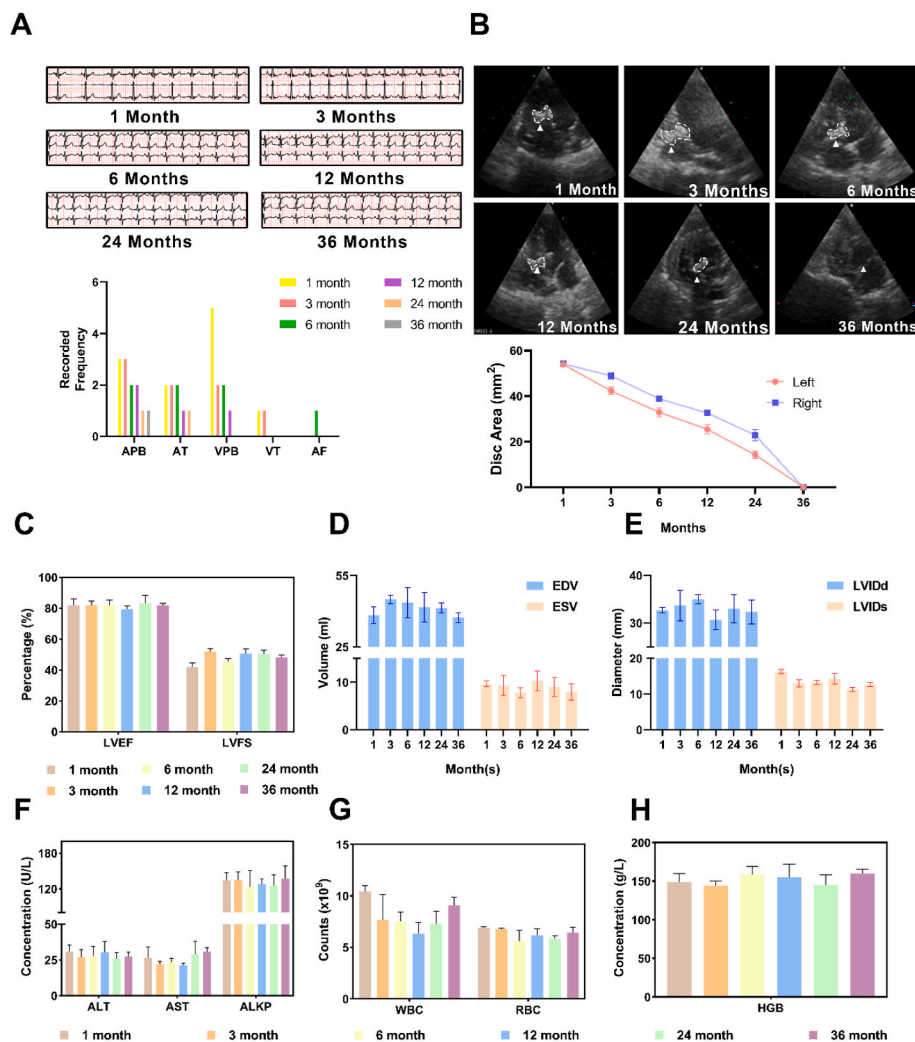 A
1 Month
3 Months
6 Months
12 Months
24 Months
36 Months
Recorded
Frequency
6
4
2
0
1 month
3 month
6 month
12 month
24 month
36 month
APB AT VPB VT AF
B
1 Month
3 Months
6 Months
12 Months
24 Months
36 Months
Disc Area (mm²)
60
40
20
0
Left
Right
1 3 6 12 24 36
Months
C
Percentage (%)
100
80
60
40
20
0
LVEF LVFS
1 month
6 month
24 month
3 month
12 month
36 month
D
Volume (ml)
55
25
10
0
EDV
ESV
1 3 6 12 24 36 1 3 6 12 24 36
Month(s)
E
Diameter (mm)
40
30
20
10
0
LVIDd
LVIDs
1 3 6 12 24 36 1 3 6 12 24 36
Month(s)
F
Concentration (U/L)
180
120
50
25
0
ALT AST ALKP
G
Counts (x10⁹)
15
10
5
0
WBC RBC
H
Concentration (g/L)
200
150
100
50
0
HGB
1 month 3 month 6 month 12 month 24 month 36 month